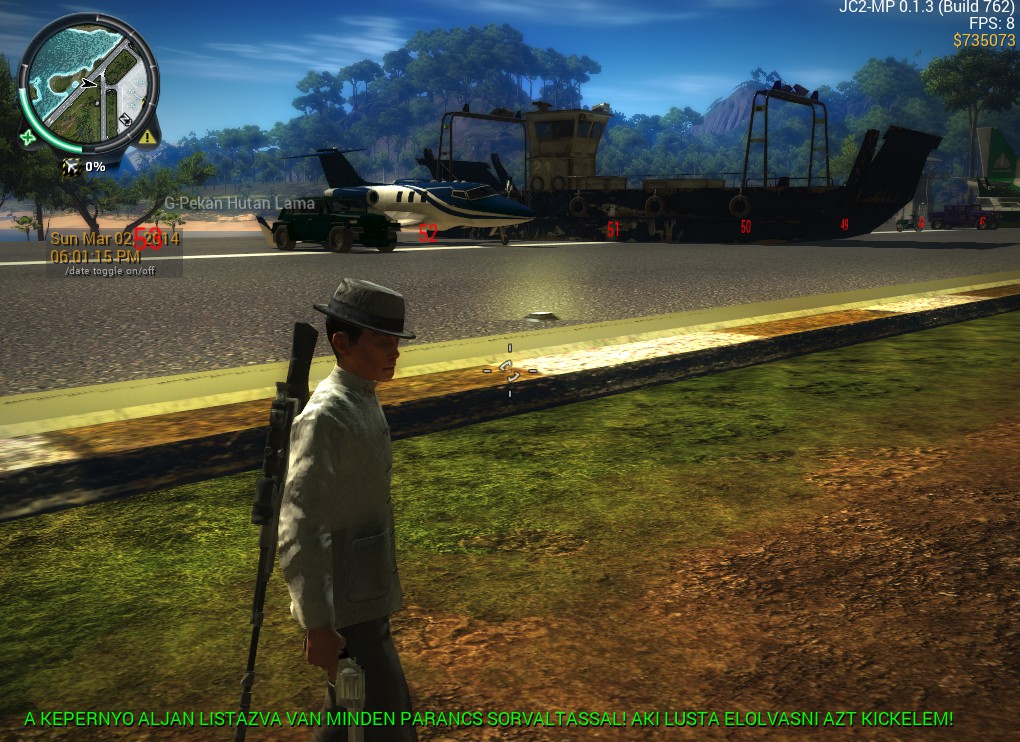 JC2-MP 0.1.3 (Build 762)
FPS: 8
$735073
0%
G-Pekan Hutan Lama
53
52
51
50
49
Sun Mar 02 2014
06:01:15 PM
/date toggle on/off
A KEPERNYO ALJAN LISTAZVA VAN MINDEN PARANCS SORVALTASSAL! AKI LUSTA ELOLVASNI AZT KICKELEM!